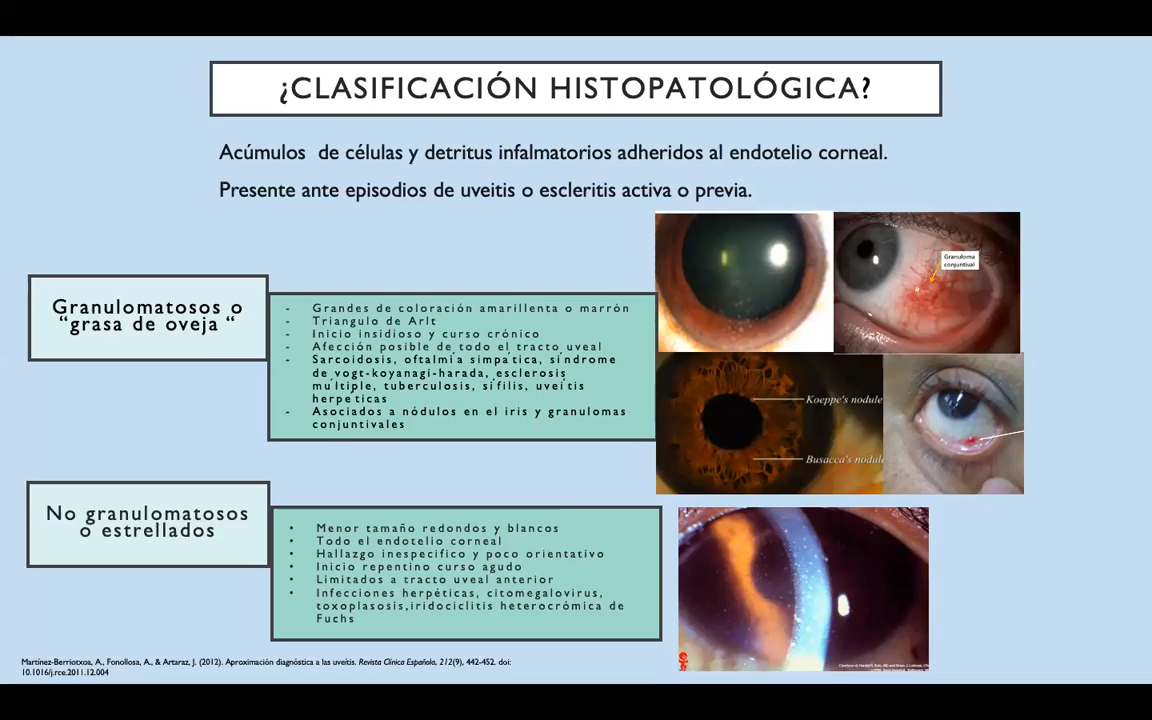 ¿CLASIFICACIÓN HISTOPATOLÓGICA?
Acúmulos de células y detritus infalmatorios adheridos al endotelio corneal.
Presente ante episodios de uveitis o escleritis activa o previa.
Granulomatosos o
“grasa de oveja “
- Grandes de coloración amarillenta o marrón
- Triangulo de Arlt
- Inicio insidioso y curso crónico
- Afección posible de todo el tracto uveal
- Sarcoidosis, oftalmía simpática, síndrome
de vogt-koyanagi-harada, esclerosis
múltiple, tuberculosis, sífilis, uveítis
herpéticas
- Asociados a nódulos en el iris y granulomas
conjuntivales
Granuloma
conjuntival
Koeppe's nodule
Busacca's nodule
No granulomatosos
o estrellados
• Menor tamaño redondos y blancos
• Todo el endotelio corneal
• Hallazgo inespecifico y poco orientativo
• Inicio repentino curso agudo
• Limitados a tracto uveal anterior
• Infecciones herpéticas, citomegalovirus,
toxoplasosis,iridociclitis heterocrómica de
Fuchs
Martínez-Berriotxoa, A., Fonollosa, A., & Artaraz, J. (2012). Aproximación diagnóstica a las uveítis. Revista Clínica Española, 212(9), 442-452. doi:
10.1016/j.rce.2011.12.004